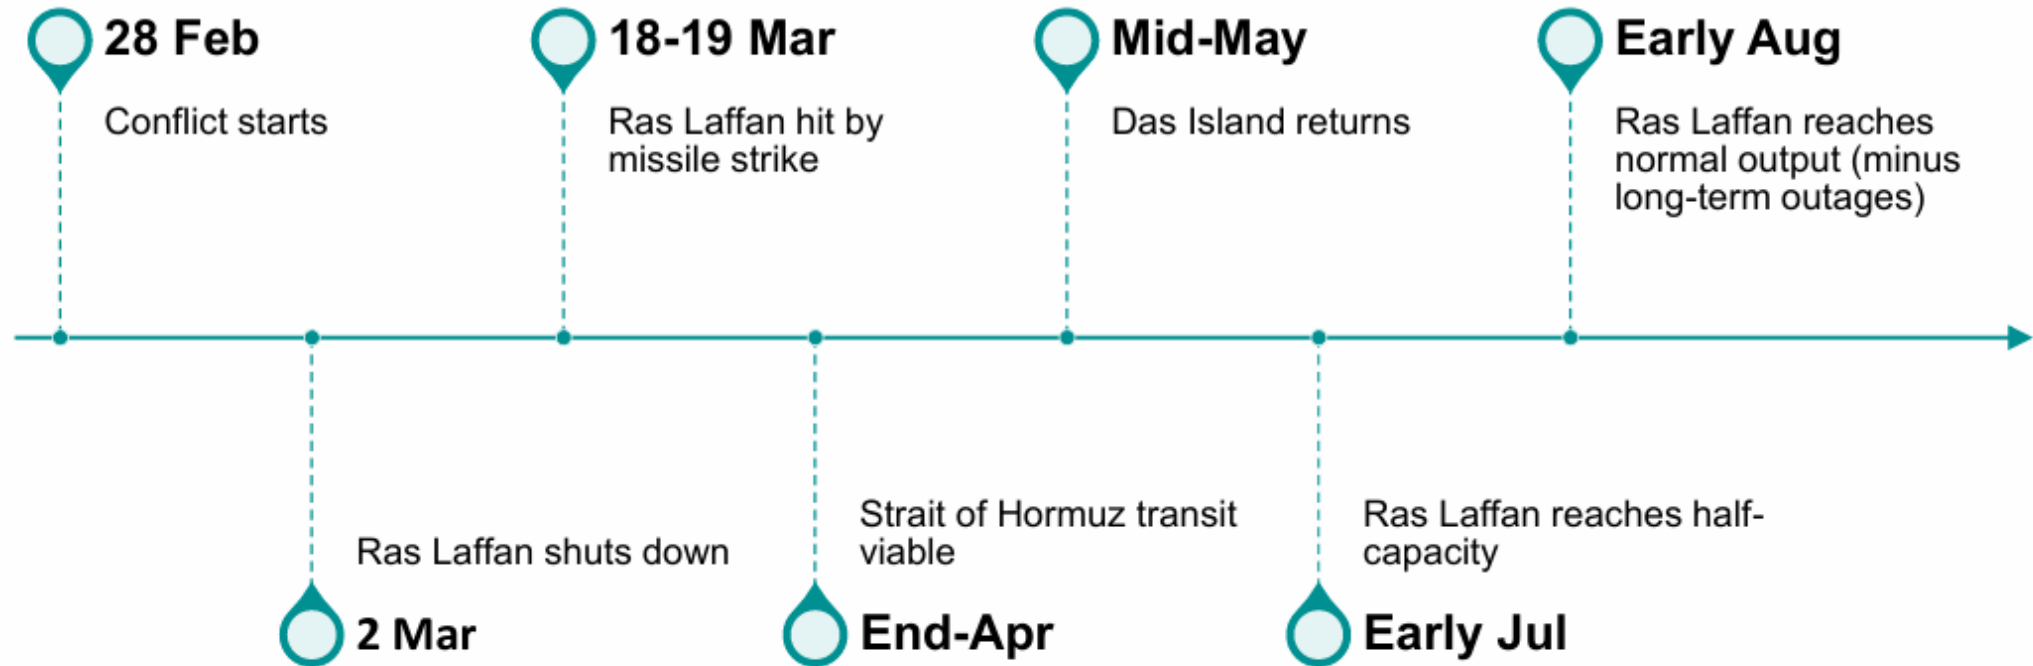 28 Feb
Conflict starts
2 Mar
Ras Laffan shuts down
18-19 Mar
Ras Laffan hit by
missile strike
End-Apr
Strait of Hormuz transit
viable
Mid-May
Das Island returns
Early Jul
Ras Laffan reaches half-
capacity
Early Aug
Ras Laffan reaches
normal output (minus
long-term outages)